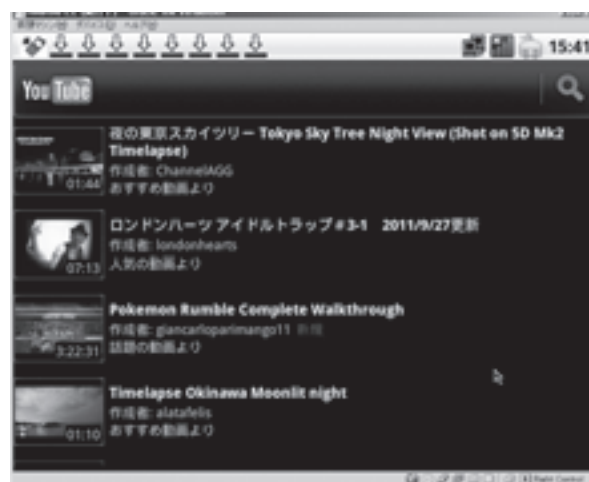 15:41
YouTube
夜の東京スカイツリー Tokyo Sky Tree Night View (Shot on 5D Mk2
Timelapse)
作成者: ChannelAGG
おすすめ動画より
01:44
ロンドンハーツ アイドルトラップ#3-1 2011/9/27更新
作成者: londonhearts
人気の動画より
07:13
Pokemon Rumble Complete Walkthrough
作成者: giancarloparimango11
話題の動画より
3:22:31
Timelapse Okinawa Moonlit night
作成者: alatafelis
おすすめ動画より
01:10
Right Control